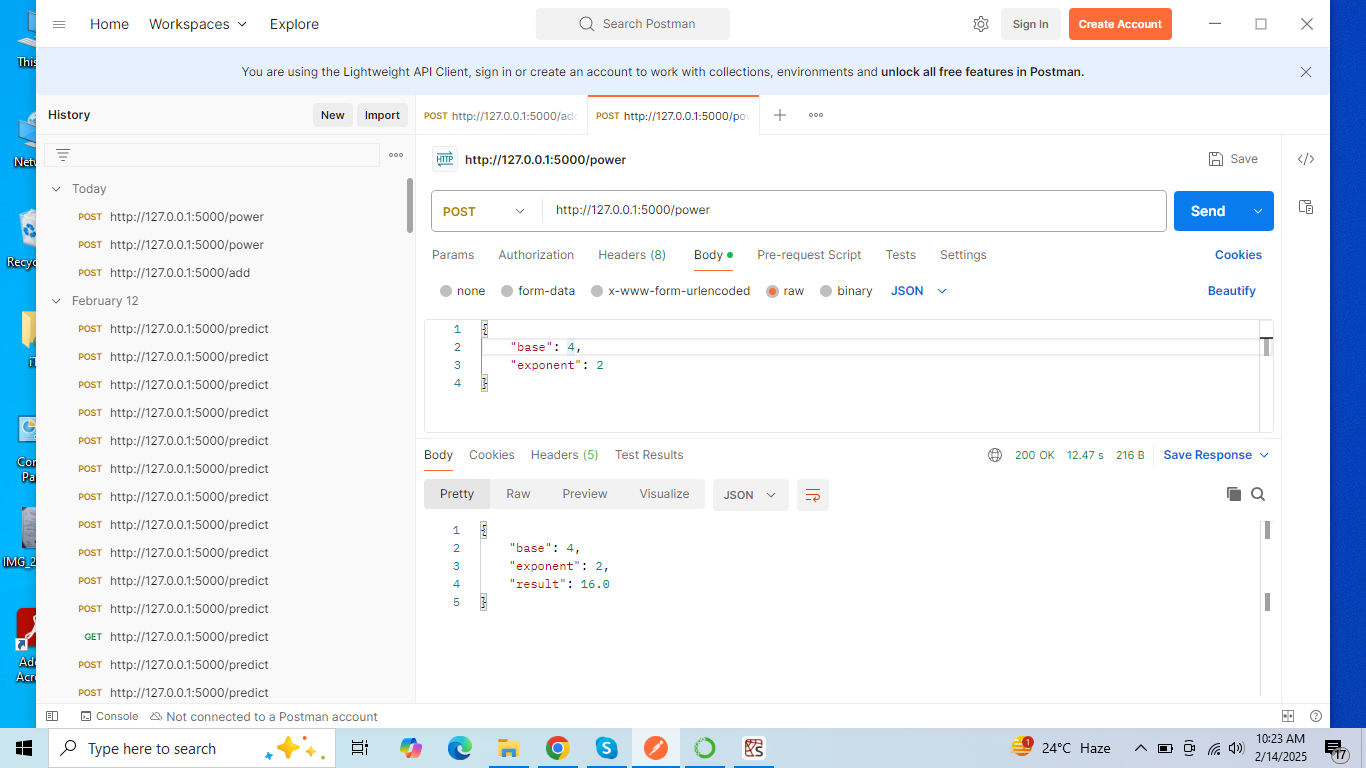 This
Netw
Recyc
iT
Con
Pa
IMG_2
Ado
Acro
Home
Workspaces
Explore
Search Postman
Sign In
Create Account
You are using the Lightweight API Client, sign in or create an account to work with collections, environments and unlock all free features in Postman.
History
New
Import
Today
POST http://127.0.0.1:5000/power
POST http://127.0.0.1:5000/power
POST http://127.0.0.1:5000/add
February 12
POST http://127.0.0.1:5000/predict
POST http://127.0.0.1:5000/predict
POST http://127.0.0.1:5000/predict
POST http://127.0.0.1:5000/predict
POST http://127.0.0.1:5000/predict
POST http://127.0.0.1:5000/predict
POST http://127.0.0.1:5000/predict
POST http://127.0.0.1:5000/predict
POST http://127.0.0.1:5000/predict
POST http://127.0.0.1:5000/predict
POST http://127.0.0.1:5000/predict
GET http://127.0.0.1:5000/predict
POST http://127.0.0.1:5000/predict
POST http://127.0.0.1:5000/predict
POST http://127.0.0.1:5000/add
POST http://127.0.0.1:5000/pow
HTTP http://127.0.0.1:5000/power
Save
POST http://127.0.0.1:5000/power
Send
Params Authorization Headers (8) Body Pre-request Script Tests Settings Cookies
none form-data x-www-form-urlencoded raw binary JSON Beautify
1 {
2 "base": 4,
3 "exponent": 2
4 }
Body Cookies Headers (5) Test Results 200 OK 12.47 s 216 B Save Response
Pretty Raw Preview Visualize JSON
1 {
2 "base": 4,
3 "exponent": 2,
4 "result": 16.0
5 }
Console Not connected to a Postman account
Type here to search
1
24°C Haze
10:23 AM
2/14/2025
17